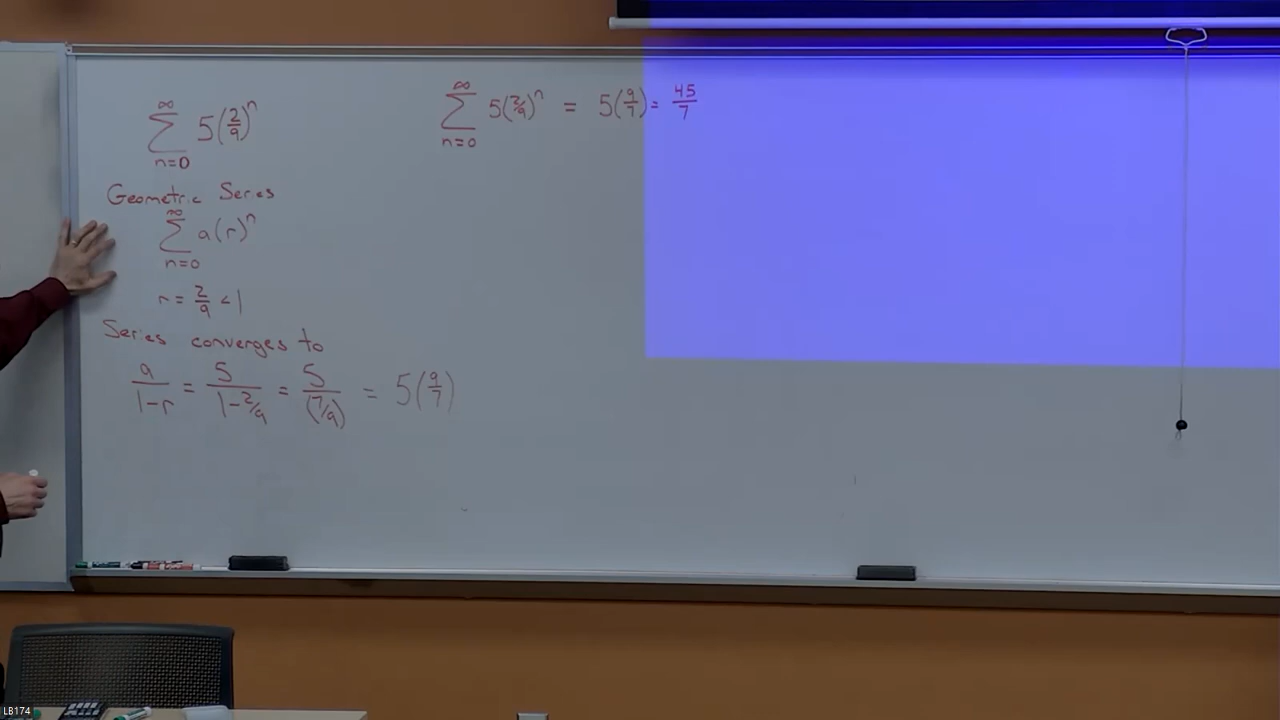 ∞
∑ 5(2/9)^n
n=0
Geometric Series
∞
∑ a(r)^n
n=0
r = 2/9 < 1
Series converges to
a/(1-r) = 5/(1-2/9) = 5/(7/9) = 5(9/7)
∞
∑ 5(2/9)^n = 5(9/7) = 45/7
n=0
LB174